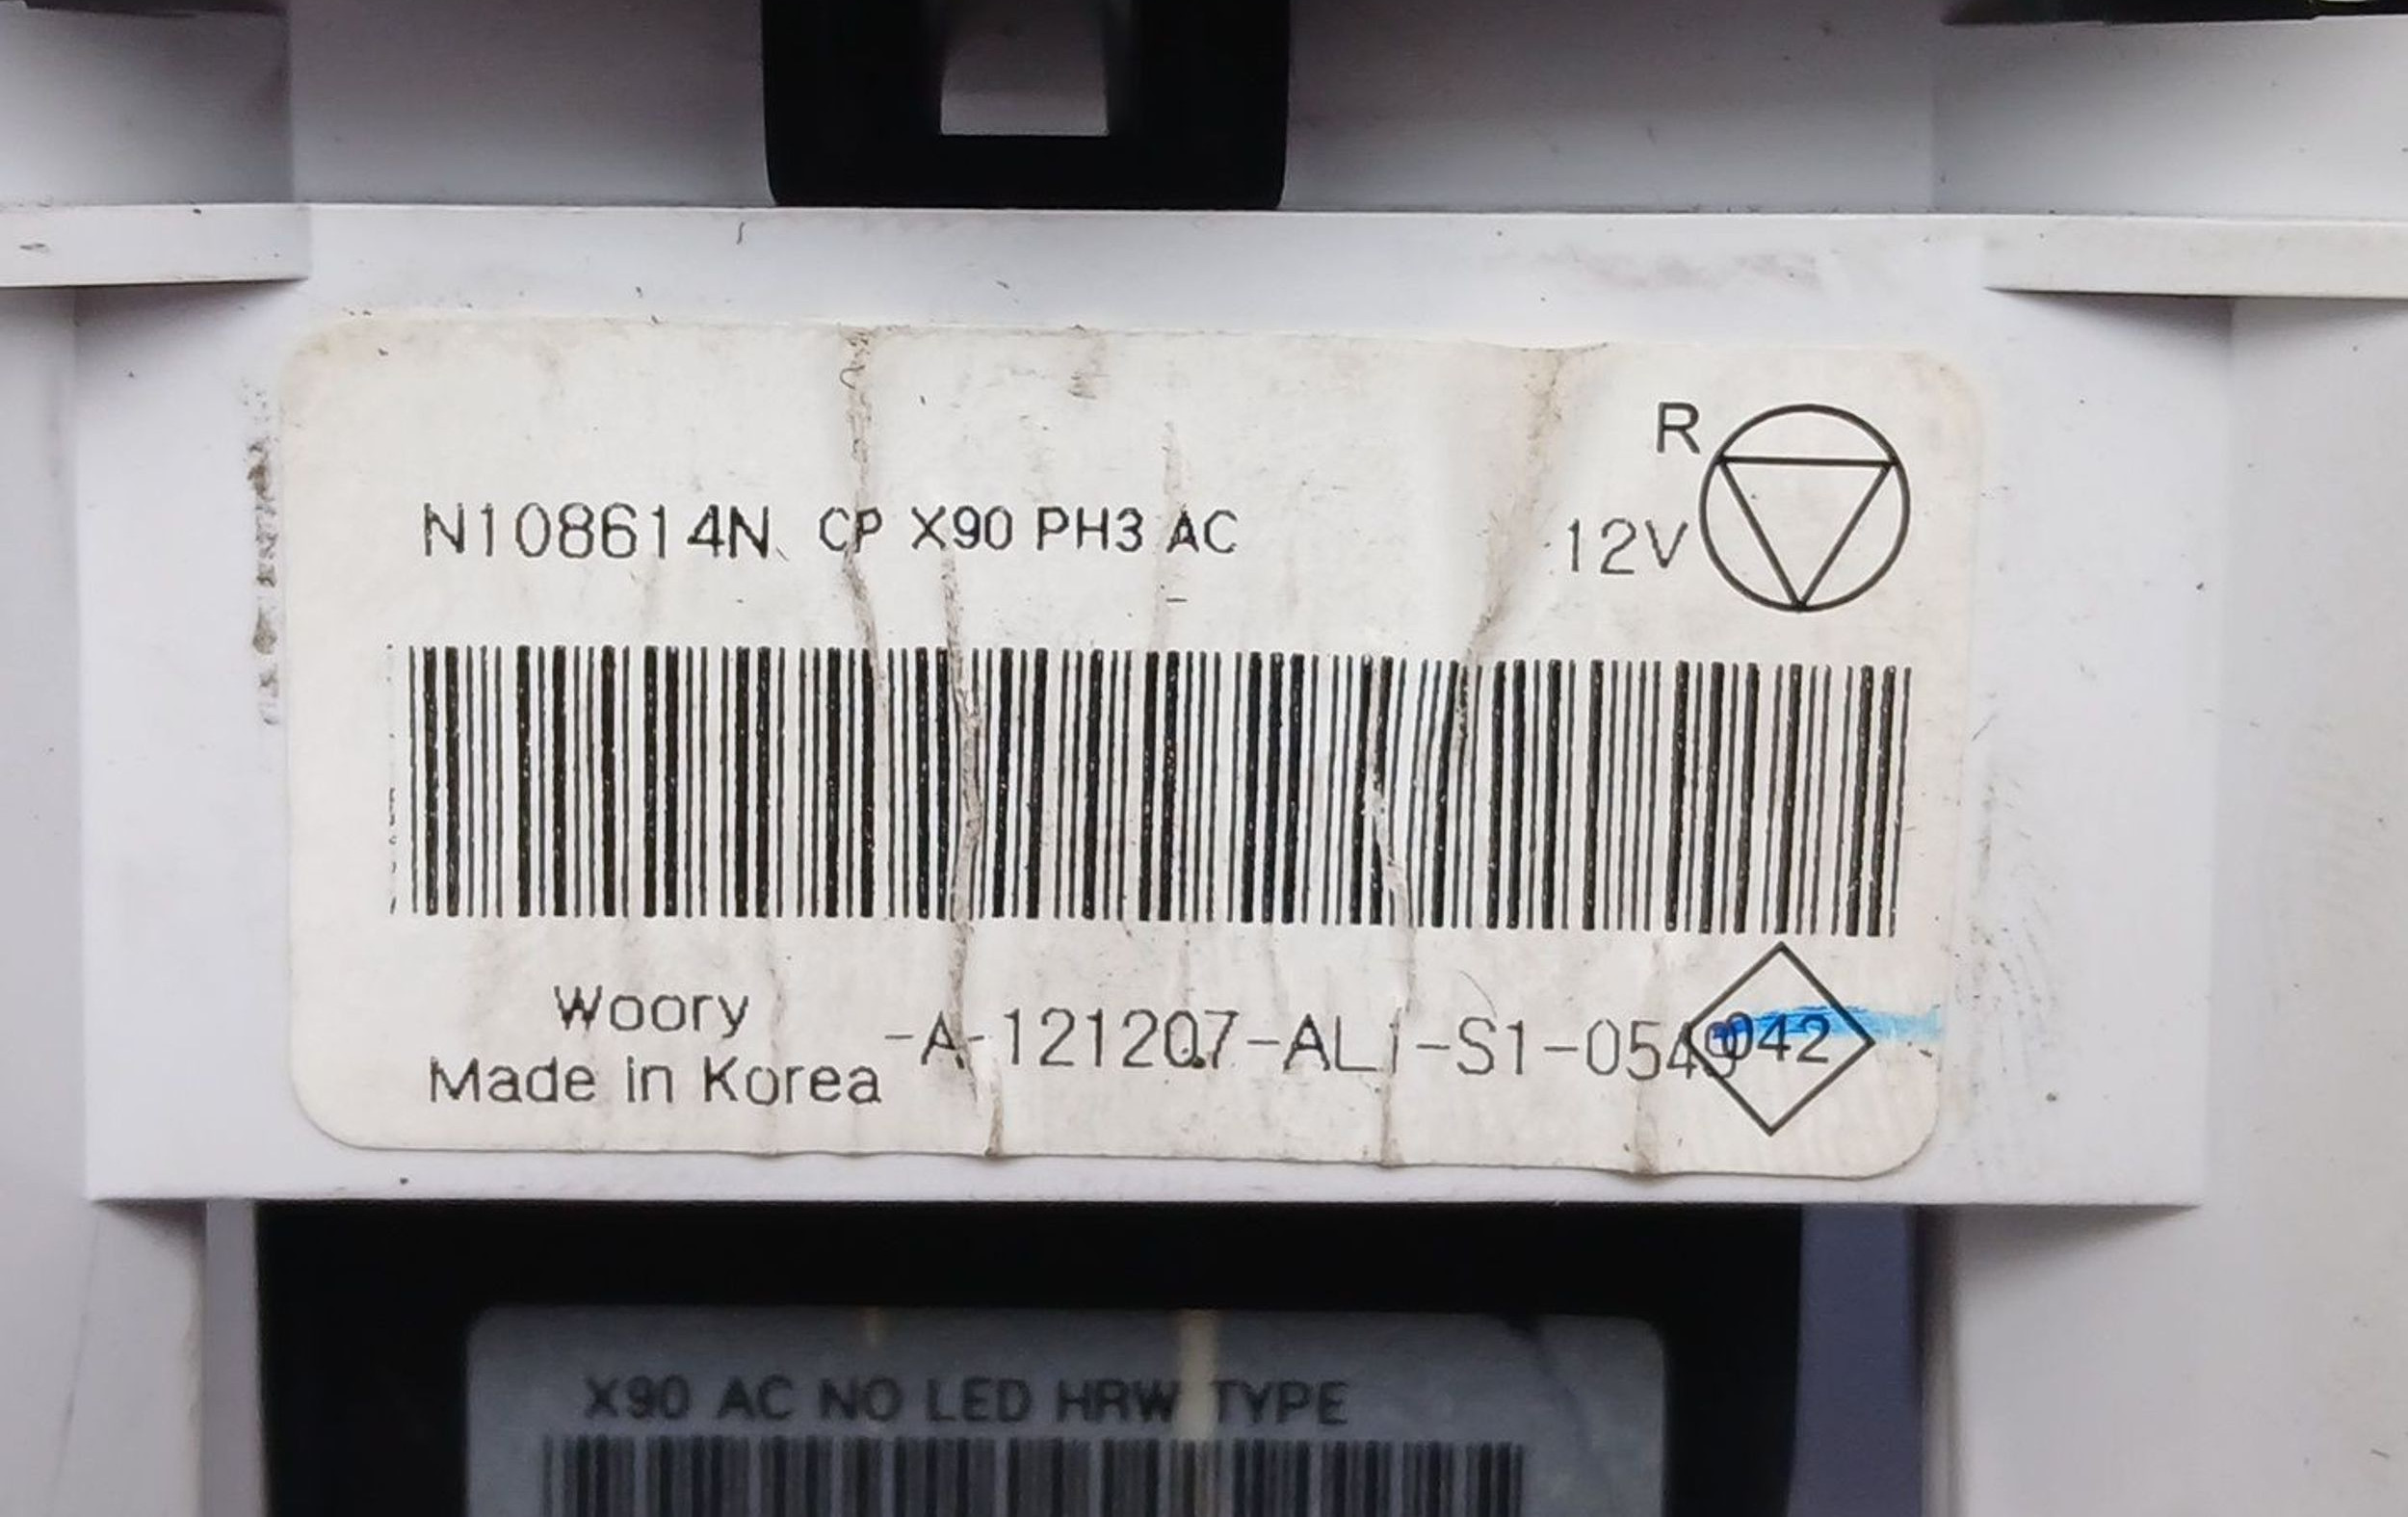 R
N108614N CP X90 PH3 AC
12V
Woory
Made in Korea
-A-121207-AL1-S1-0549
042
X90 AC NO LED HRW TYPE